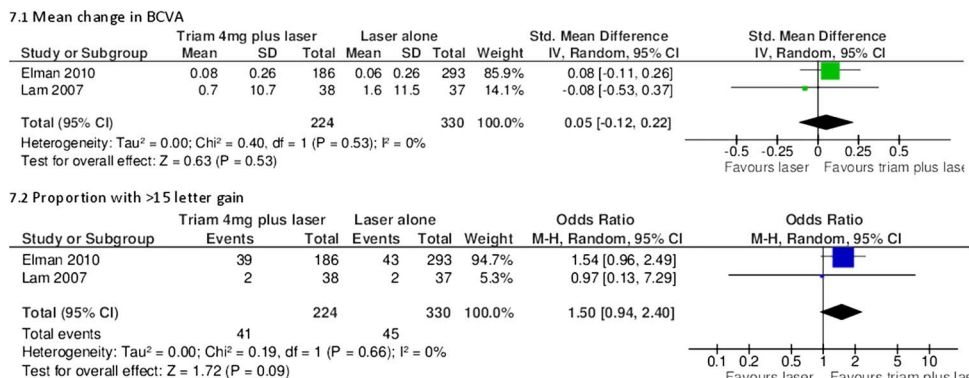 7.1 Mean change in BCVA
Triam 4mg plus laser Laser alone Std. Mean Difference Std. Mean Difference
Study or Subgroup Mean SD Total Mean SD Total Weight IV, Random, 95% CI IV, Random, 95% CI
Elman 2010 0.08 0.26 186 0.06 0.26 293 85.9% 0.08 [-0.11, 0.26]
Lam 2007 0.7 10.7 38 1.6 11.5 37 14.1% -0.08 [-0.53, 0.37]
Total (95% CI) 224 330 100.0% 0.05 [-0.12, 0.22]
Heterogeneity: Tau² = 0.00; Chi² = 0.40, df = 1 (P = 0.53); I² = 0%
Test for overall effect: Z = 0.63 (P = 0.53)
-0.5 -0.25 0 0.25 0.5
Favours laser Favours triam plus lase
7.2 Proportion with >15 letter gain
Triam 4mg plus laser Laser alone Odds Ratio Odds Ratio
Study or Subgroup Events Total Events Total Weight M-H, Random, 95% CI M-H, Random, 95% CI
Elman 2010 39 186 43 293 94.7% 1.54 [0.96, 2.49]
Lam 2007 2 38 2 37 5.3% 0.97 [0.13, 7.29]
Total (95% CI) 224 330 100.0% 1.50 [0.94, 2.40]
Total events 41 45
Heterogeneity: Tau² = 0.00; Chi² = 0.19, df = 1 (P = 0.66); I² = 0%
Test for overall effect: Z = 1.72 (P = 0.09)
0.1 0.2 0.5 1 2 5 10
Favours laser Favours triam plus las